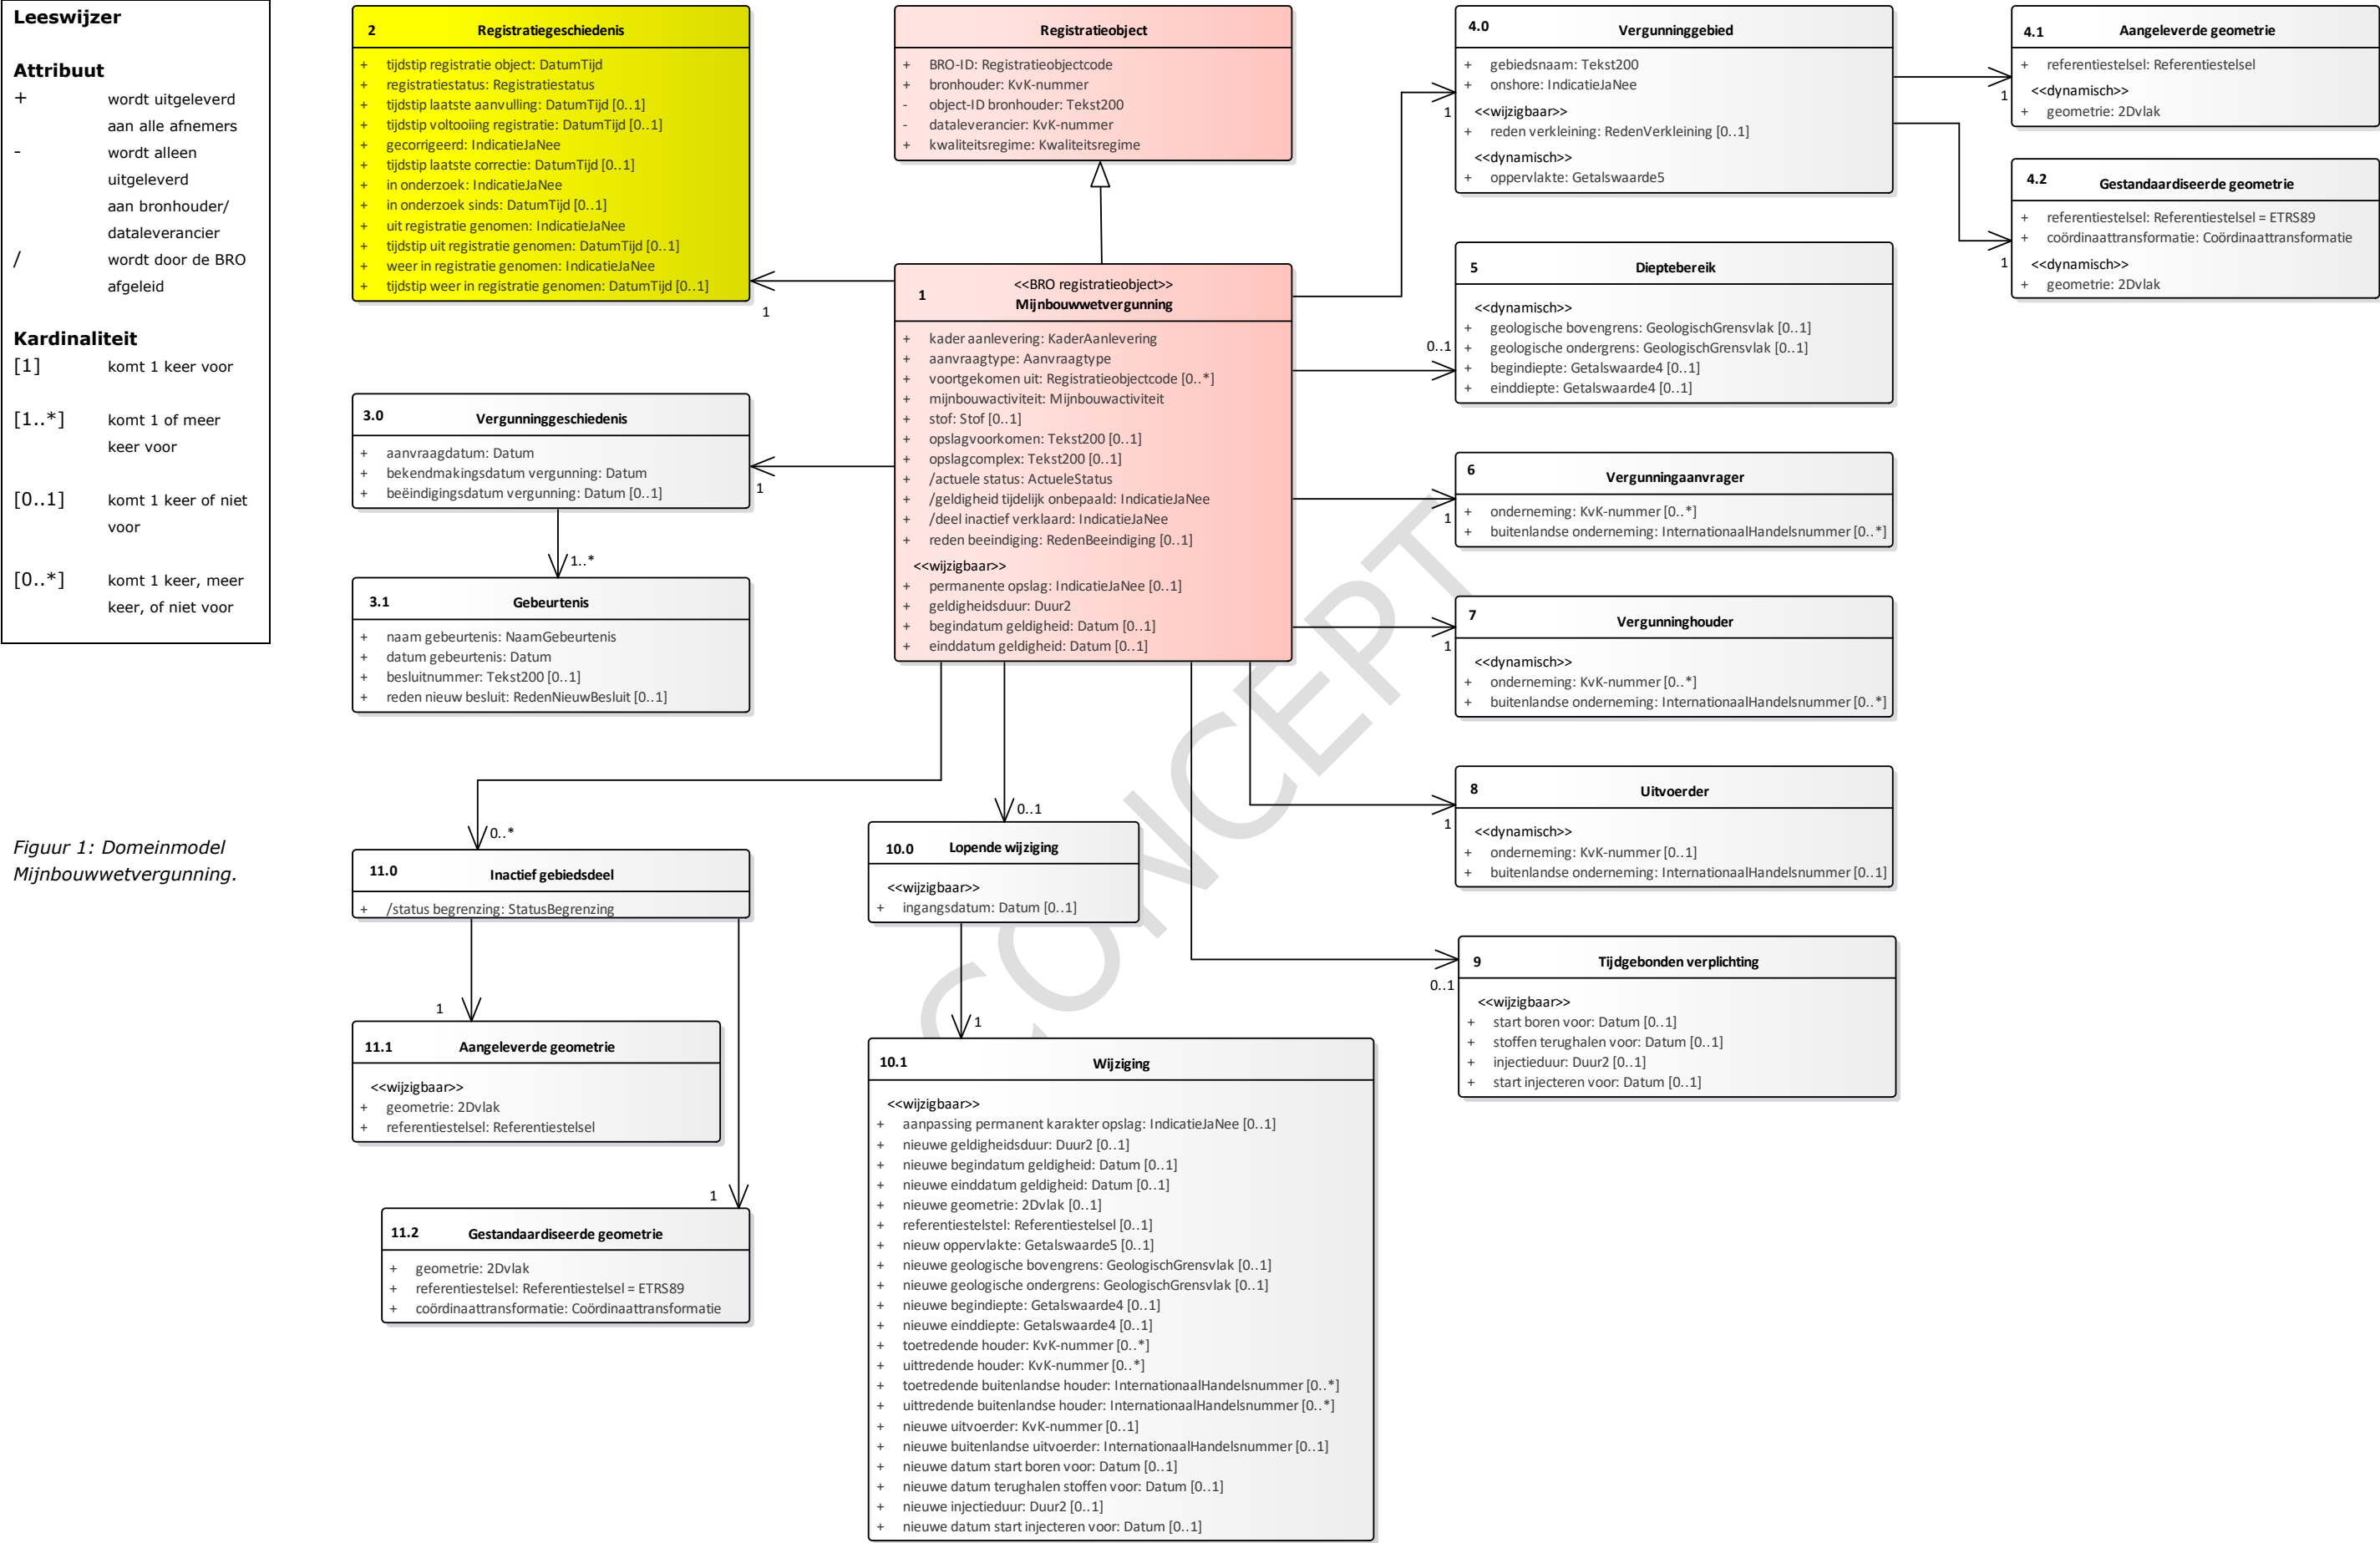 Leeswijzer
Attribuut
+ wordt uitgeleverd
aan alle afnemers
- wordt alleen
uitgeleverd
aan bronhouder/
dataleverancier
/ wordt door de BRO
afgeleid
Kardinaliteit
[1] komt 1 keer voor
[1..*] komt 1 of meer
keer voor
[0..1] komt 1 keer of niet
voor
[0..*] komt 1 keer, meer
keer, of niet voor
Figuur 1: Domeinmodel
Mijnbouwwetvergunning.
2 Registratiegeschiedenis
+ tijdstip registratie object: DatumTijd
+ registratiestatus: Registratiestatus
+ tijdstip laatste aanvulling: DatumTijd [0..1]
+ tijdstip voltooiing registratie: DatumTijd [0..1]
+ gecorrigeerd: IndicatieJaNee
+ tijdstip laatste correctie: DatumTijd [0..1]
+ in onderzoek: IndicatieJaNee
+ in onderzoek sinds: DatumTijd [0..1]
+ uit registratie genomen: IndicatieJaNee
+ tijdstip uit registratie genomen: DatumTijd [0..1]
+ weer in registratie genomen: IndicatieJaNee
+ tijdstip weer in registratie genomen: DatumTijd [0..1]
1
Registratieobject
+ BRO-ID: Registratieobjectcode
+ bronhouder: KvK-nummer
- object-ID bronhouder: Tekst200
- dataleverancier: KvK-nummer
+ kwaliteitsregime: Kwaliteitsregime
<<BRO registratieobject>>
1 Mijnbouwwetvergunning
+ kader aanlevering: KaderAanlevering
+ aanvraagtype: Aanvraagtype
+ voortgekomen uit: Registratieobjectcode [0..*]
+ mijnbouwactiviteit: Mijnbouwactiviteit
+ stof: Stof [0..1]
+ opslagvoorkomen: Tekst200 [0..1]
+ opslagcomplex: Tekst200 [0..1]
+ /actuele status: ActueleStatus
+ /geldigheid tijdelijk onbepaald: IndicatieJaNee
+ /deel inactief verklaard: IndicatieJaNee
+ reden beeindiging: RedenBeeindiging [0..1]
<<wijzigbaar>>
+ permanente opslag: IndicatieJaNee [0..1]
+ geldigheidsduur: Duur2
+ begindatum geldigheid: Datum [0..1]
+ einddatum geldigheid: Datum [0..1]
3.0 Vergunninggeschiedenis
+ aanvraagdatum: Datum
+ bekendmakingsdatum vergunning: Datum
+ beëindigingsdatum vergunning: Datum [0..1]
1
1..*
3.1 Gebeurtenis
+ naam gebeurtenis: NaamGebeurtenis
+ datum gebeurtenis: Datum
+ besluitnummer: Tekst200 [0..1]
+ reden nieuw besluit: RedenNieuwBesluit [0..1]
4.0 Vergunninggebied
+ gebiedsnaam: Tekst200
+ onshore: IndicatieJaNee
<<wijzigbaar>>
+ reden verkleining: RedenVerkleining [0..1]
<<dynamisch>>
+ oppervlakte: Getalswaarde5
1
4.1 Aangeleverde geometrie
+ referentiestelsel: Referentiestelsel
<<dynamisch>>
+ geometrie: 2Dvlak
1
4.2 Gestandaardiseerde geometrie
+ referentiestelsel: Referentiestelsel = ETRS89
+ coördinaattransformatie: Coördinaattransformatie
<<dynamisch>>
+ geometrie: 2Dvlak
1
5 Dieptebereik
<<dynamisch>>
+ geologische bovengrens: GeologischGrensvlak [0..1]
+ geologische ondergrens: GeologischGrensvlak [0..1]
+ begindiepte: Getalswaarde4 [0..1]
+ einddiepte: Getalswaarde4 [0..1]
0..1
6 Vergunningaanvrager
+ onderneming: KvK-nummer [0..*]
+ buitenlandse onderneming: InternationaalHandelsnummer [0..*]
1
7 Vergunninghouder
<<dynamisch>>
+ onderneming: KvK-nummer [0..*]
+ buitenlandse onderneming: InternationaalHandelsnummer [0..*]
1
8 Uitvoerder
<<dynamisch>>
+ onderneming: KvK-nummer [0..1]
+ buitenlandse onderneming: InternationaalHandelsnummer [0..1]
1
9 Tijdgebonden verplichting
<<wijzigbaar>>
+ start boren voor: Datum [0..1]
+ stoffen terughalen voor: Datum [0..1]
+ injectieduur: Duur2 [0..1]
+ start injecteren voor: Datum [0..1]
0..1
0..1
10.0 Lopende wijziging
<<wijzigbaar>>
+ ingangsdatum: Datum [0..1]
1
10.1 Wijziging
<<wijzigbaar>>
+ aanpassing permanent karakter opslag: IndicatieJaNee [0..1]
+ nieuwe geldigheidsduur: Duur2 [0..1]
+ nieuwe begindatum geldigheid: Datum [0..1]
+ nieuwe einddatum geldigheid: Datum [0..1]
+ nieuwe geometrie: 2Dvlak [0..1]
+ referentiestelstel: Referentiestelsel [0..1]
+ nieuw oppervlakte: Getalswaarde5 [0..1]
+ nieuwe geologische bovengrens: GeologischGrensvlak [0..1]
+ nieuwe geologische ondergrens: GeologischGrensvlak [0..1]
+ nieuwe begindiepte: Getalswaarde4 [0..1]
+ nieuwe einddiepte: Getalswaarde4 [0..1]
+ toetredende houder: KvK-nummer [0..*]
+ uittredende houder: KvK-nummer [0..*]
+ toetredende buitenlandse houder: InternationaalHandelsnummer [0..*]
+ uittredende buitenlandse houder: InternationaalHandelsnummer [0..*]
+ nieuwe uitvoerder: KvK-nummer [0..1]
+ nieuwe buitenlandse uitvoerder: InternationaalHandelsnummer [0..1]
+ nieuwe datum start boren voor: Datum [0..1]
+ nieuwe datum terughalen stoffen voor: Datum [0..1]
+ nieuwe injectieduur: Duur2 [0..1]
+ nieuwe datum start injecteren voor: Datum [0..1]
0..*
11.0 Inactief gebiedsdeel
+ /status begrenzing: StatusBegrenzing
1
11.1 Aangeleverde geometrie
<<wijzigbaar>>
+ geometrie: 2Dvlak
+ referentiestelsel: Referentiestelsel
1
11.2 Gestandaardiseerde geometrie
+ geometrie: 2Dvlak
+ referentiestelsel: Referentiestelsel = ETRS89
+ coördinaattransformatie: Coördinaattransformatie
CONCEPT